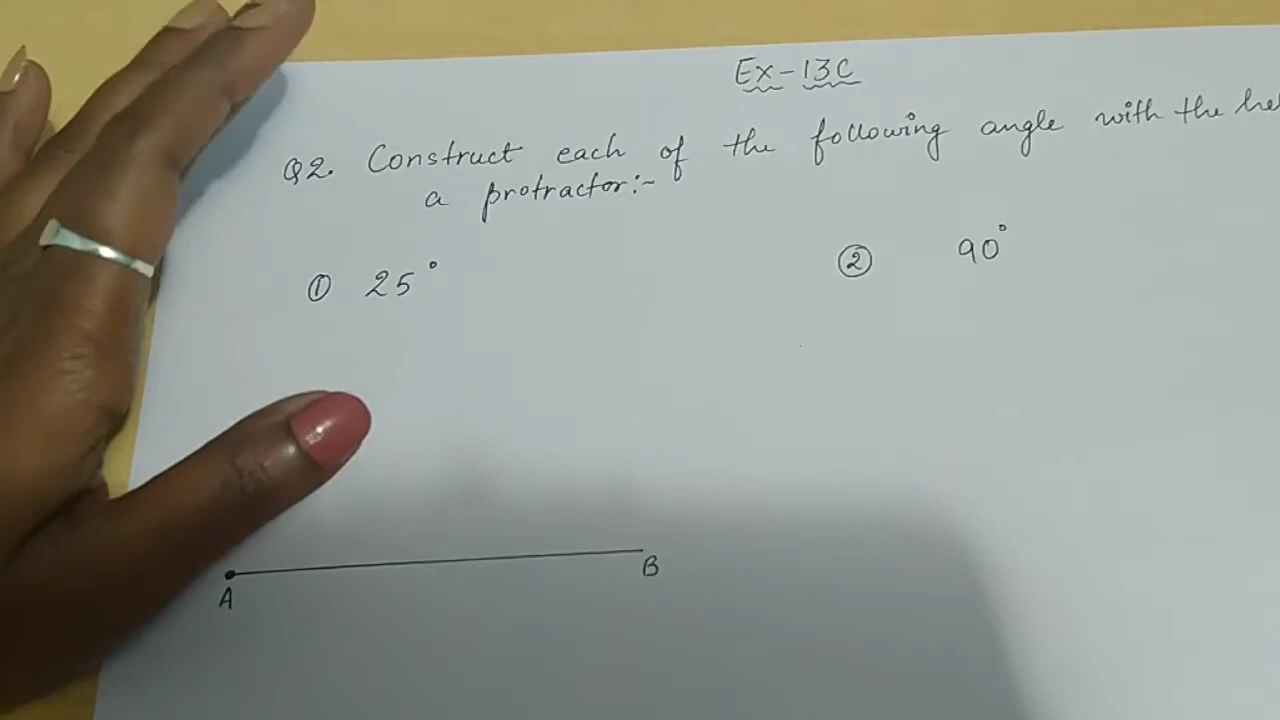 Ex-13C
Q2. Construct each of the following angle with the
a protractor:-
① 25°
② 90°
A
B